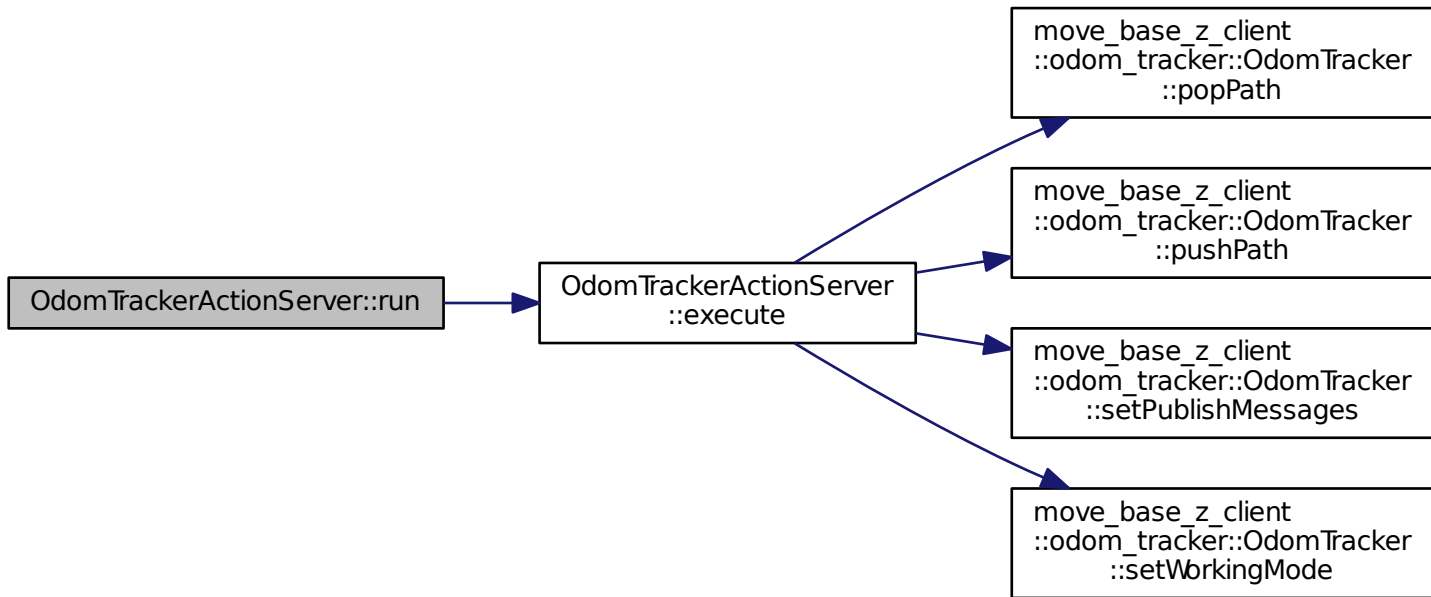 OdomTrackerActionServer::run
OdomTrackerActionServer
::execute
move_base_z_client
::odom_tracker::OdomTracker
::popPath
move_base_z_client
::odom_tracker::OdomTracker
::pushPath
move_base_z_client
::odom_tracker::OdomTracker
::setPublishMessages
move_base_z_client
::odom_tracker::OdomTracker
::setWorkingMode